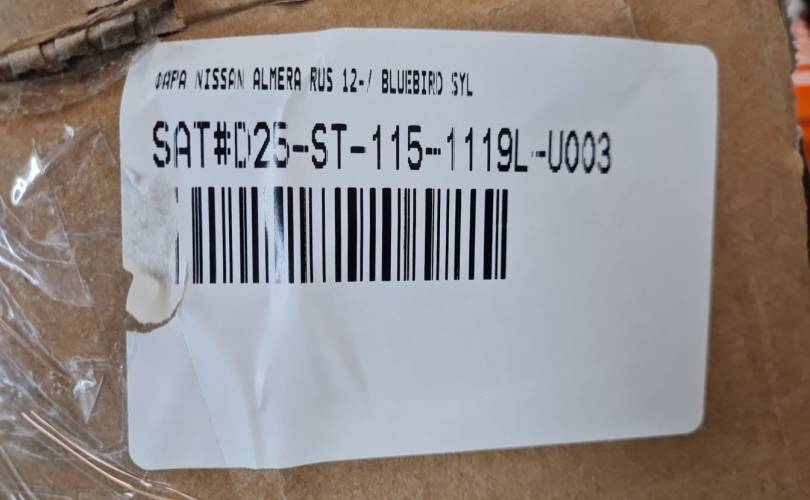 ФАРА NISSAN ALMERA RUS 12-/ BLUEBIRD SYL
SAT#D25-ST-115-1119L-U003